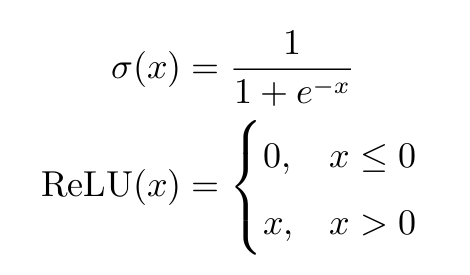 σ(x) = 1 / (1 + e^{-x})
ReLU(x) = { 0, x ≤ 0
x, x > 0